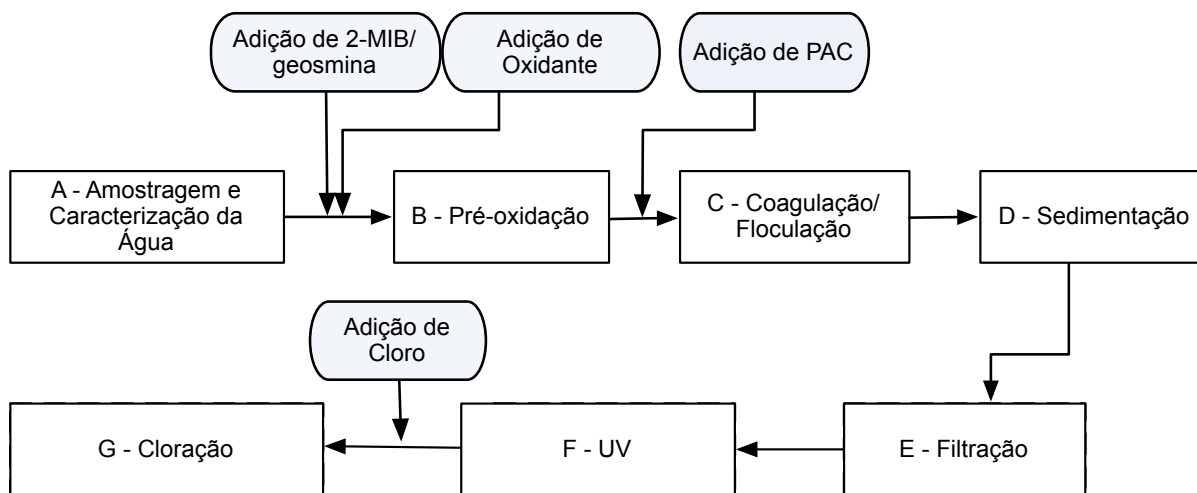 Adição de 2-MIB/
geosmina
Adição de
Oxidante
Adição de PAC
A - Amostragem e
Caracterização da
Água
B - Pré-oxidação
C - Coagulação/
Floculação
D - Sedimentação
Adição de
Cloro
G - Cloração
F - UV
E - Filtração